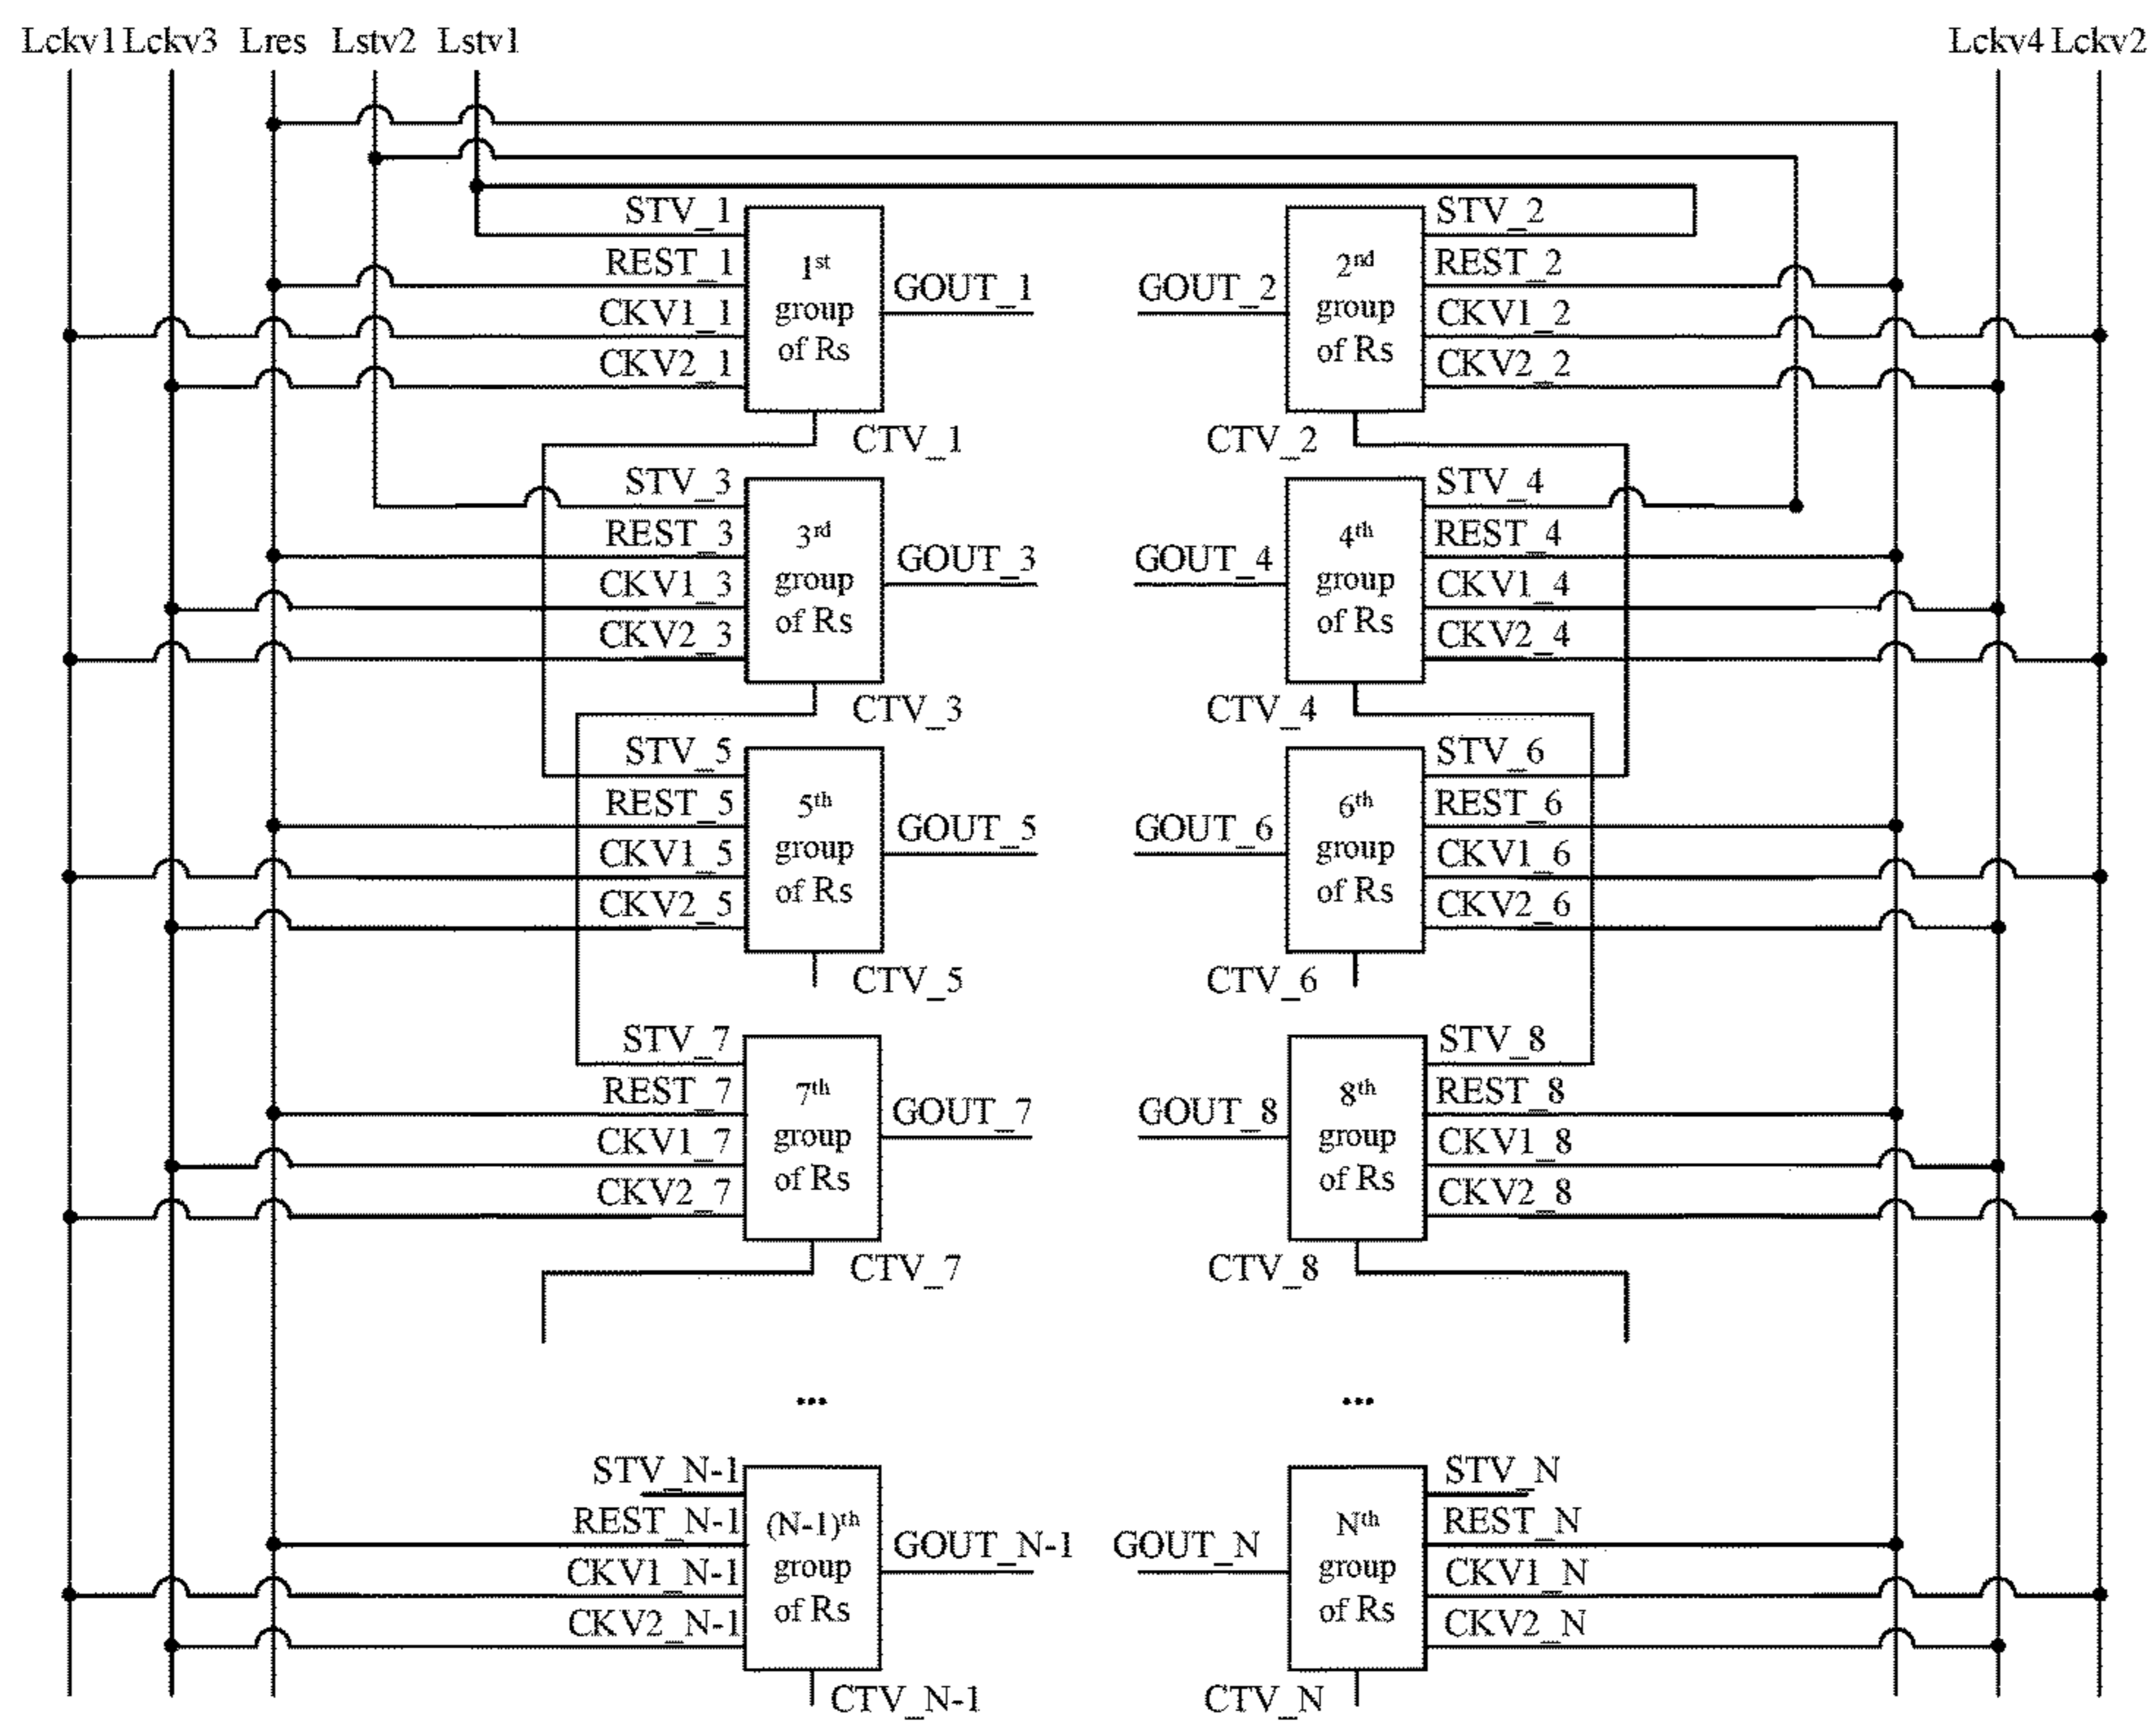 Lckv1 Lckv3 Lres Lstv2 Lstv1 Lckv4 Lckv2
STV_1 STV_2
REST_1 1st REST_2 2nd
GOUT_1 GOUT_2
CKV1_1 group CKV1_2 group
CKV2_1 of Rs CKV2_2 of Rs
CTV_1 CTV_2
STV_3 STV_4
REST_3 3rd REST_4 4th
GOUT_3 GOUT_4
CKV1_3 group CKV1_4 group
CKV2_3 of Rs CKV2_4 of Rs
CTV_3 CTV_4
STV_5 STV_6
REST_5 5th REST_6 6th
GOUT_5 GOUT_6
CKV1_5 group CKV1_6 group
CKV2_5 of Rs CKV2_6 of Rs
CTV_5 CTV_6
STV_7 STV_8
REST_7 7th REST_8 8th
GOUT_7 GOUT_8
CKV1_7 group CKV1_8 group
CKV2_7 of Rs CKV2_8 of Rs
CTV_7 CTV_8
... ...
STV_N-1 STV_N
REST_N-1 (N-1)th REST_N Nth
GOUT_N-1 GOUT_N
CKV1_N-1 group CKV1_N group
CKV2_N-1 of Rs CKV2_N of Rs
CTV_N-1 CTV_N